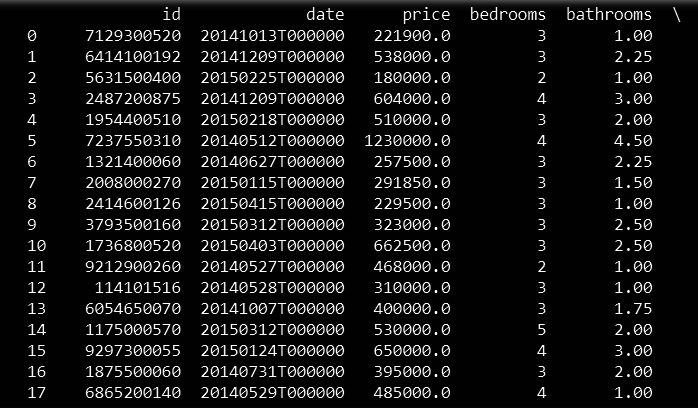 id date price bedrooms bathrooms \
0 7129300520 20141013T000000 221900.0 3 1.00
1 6414100192 20141209T000000 538000.0 3 2.25
2 5631500400 20150225T000000 180000.0 2 1.00
3 2487200875 20141209T000000 604000.0 4 3.00
4 1954400510 20150218T000000 510000.0 3 2.00
5 7237550310 20140512T000000 1230000.0 4 4.50
6 1321400060 20140627T000000 257500.0 3 2.25
7 2008000270 20150115T000000 291850.0 3 1.50
8 2414600126 20150415T000000 229500.0 3 1.00
9 3793500160 20150312T000000 323000.0 3 2.50
10 1736800520 20150403T000000 662500.0 3 2.50
11 9212900260 20140527T000000 468000.0 2 1.00
12 114101516 20140528T000000 310000.0 3 1.00
13 6054650070 20141007T000000 400000.0 3 1.75
14 1175000570 20150312T000000 530000.0 5 2.00
15 9297300055 20150124T000000 650000.0 4 3.00
16 1875500060 20140731T000000 395000.0 3 2.00
17 6865200140 20140529T000000 485000.0 4 1.00